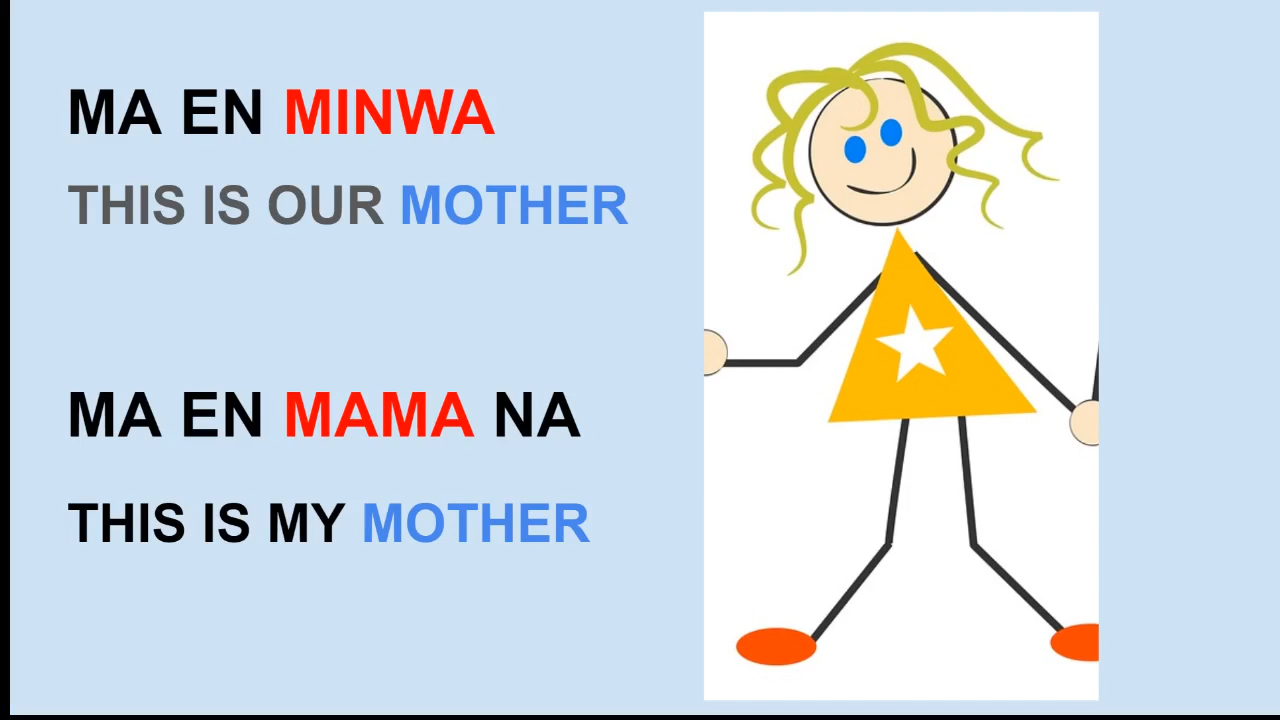 MA EN MINWA
THIS IS OUR MOTHER
MA EN MAMA NA
THIS IS MY MOTHER